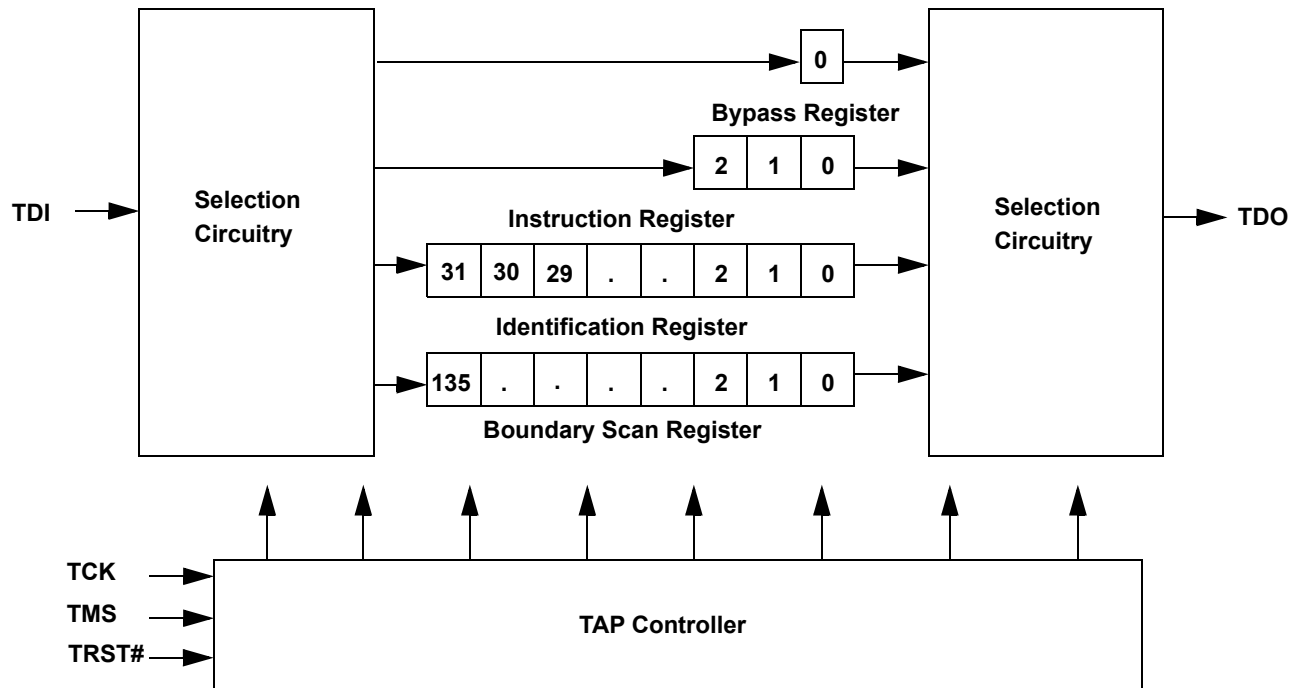 0
Bypass Register
2 1 0
TDI
Selection
Circuitry
Selection
Circuitry
TDO
Instruction Register
31 30 29 . . 2 1 0
Identification Register
135 . . . . 2 1 0
Boundary Scan Register
TCK
TMS
TRST#
TAP Controller